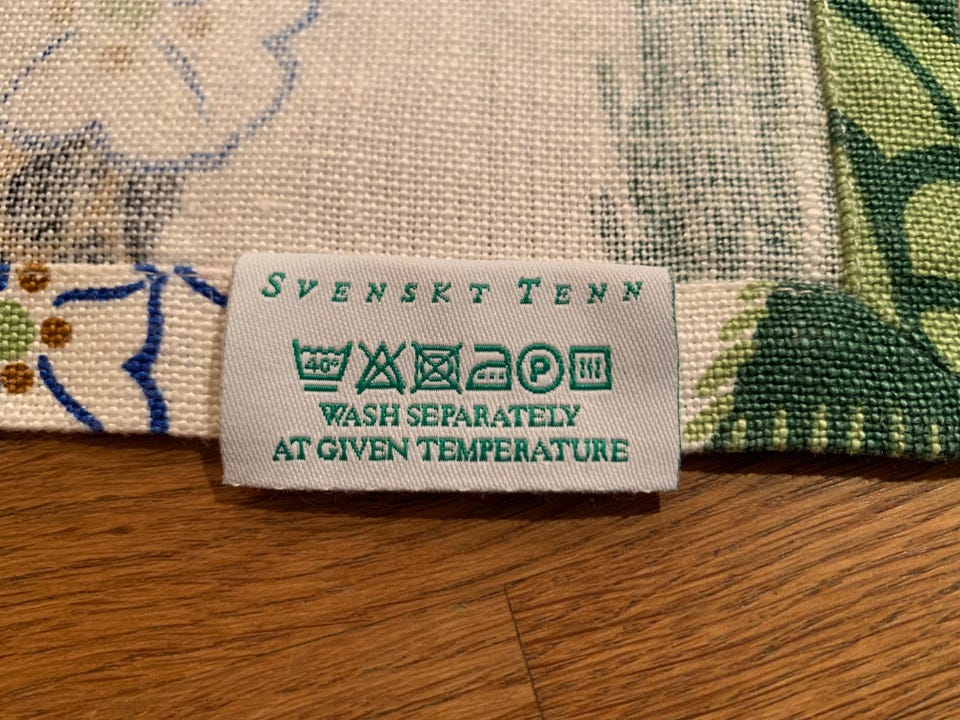 SVENSKT TENN
40° P
WASH SEPARATELY
AT GIVEN TEMPERATURE